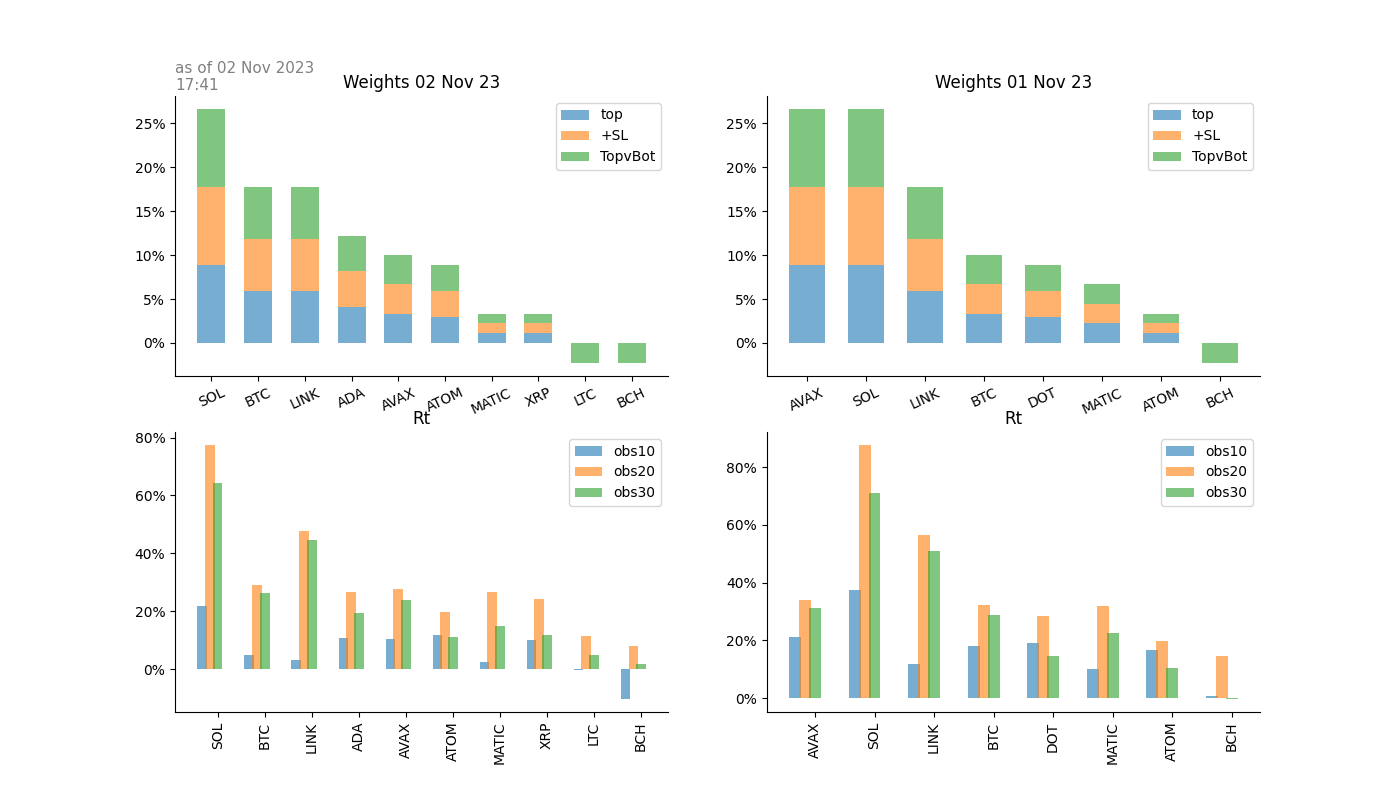 as of 02 Nov 2023
17:41
Weights 02 Nov 23
25%
20%
15%
10%
5%
0%
top
+SL
TopvBot
SOL BTC LINK ADA AVAX ATOM MATIC XRP LTC BCH
Weights 01 Nov 23
25%
20%
15%
10%
5%
0%
top
+SL
TopvBot
AVAX SOL LINK BTC DOT MATIC ATOM BCH
Rt
80%
60%
40%
20%
0%
obs10
obs20
obs30
SOL BTC LINK ADA AVAX ATOM MATIC XRP LTC BCH
Rt
80%
60%
40%
20%
0%
obs10
obs20
obs30
AVAX SOL LINK BTC DOT MATIC ATOM BCH